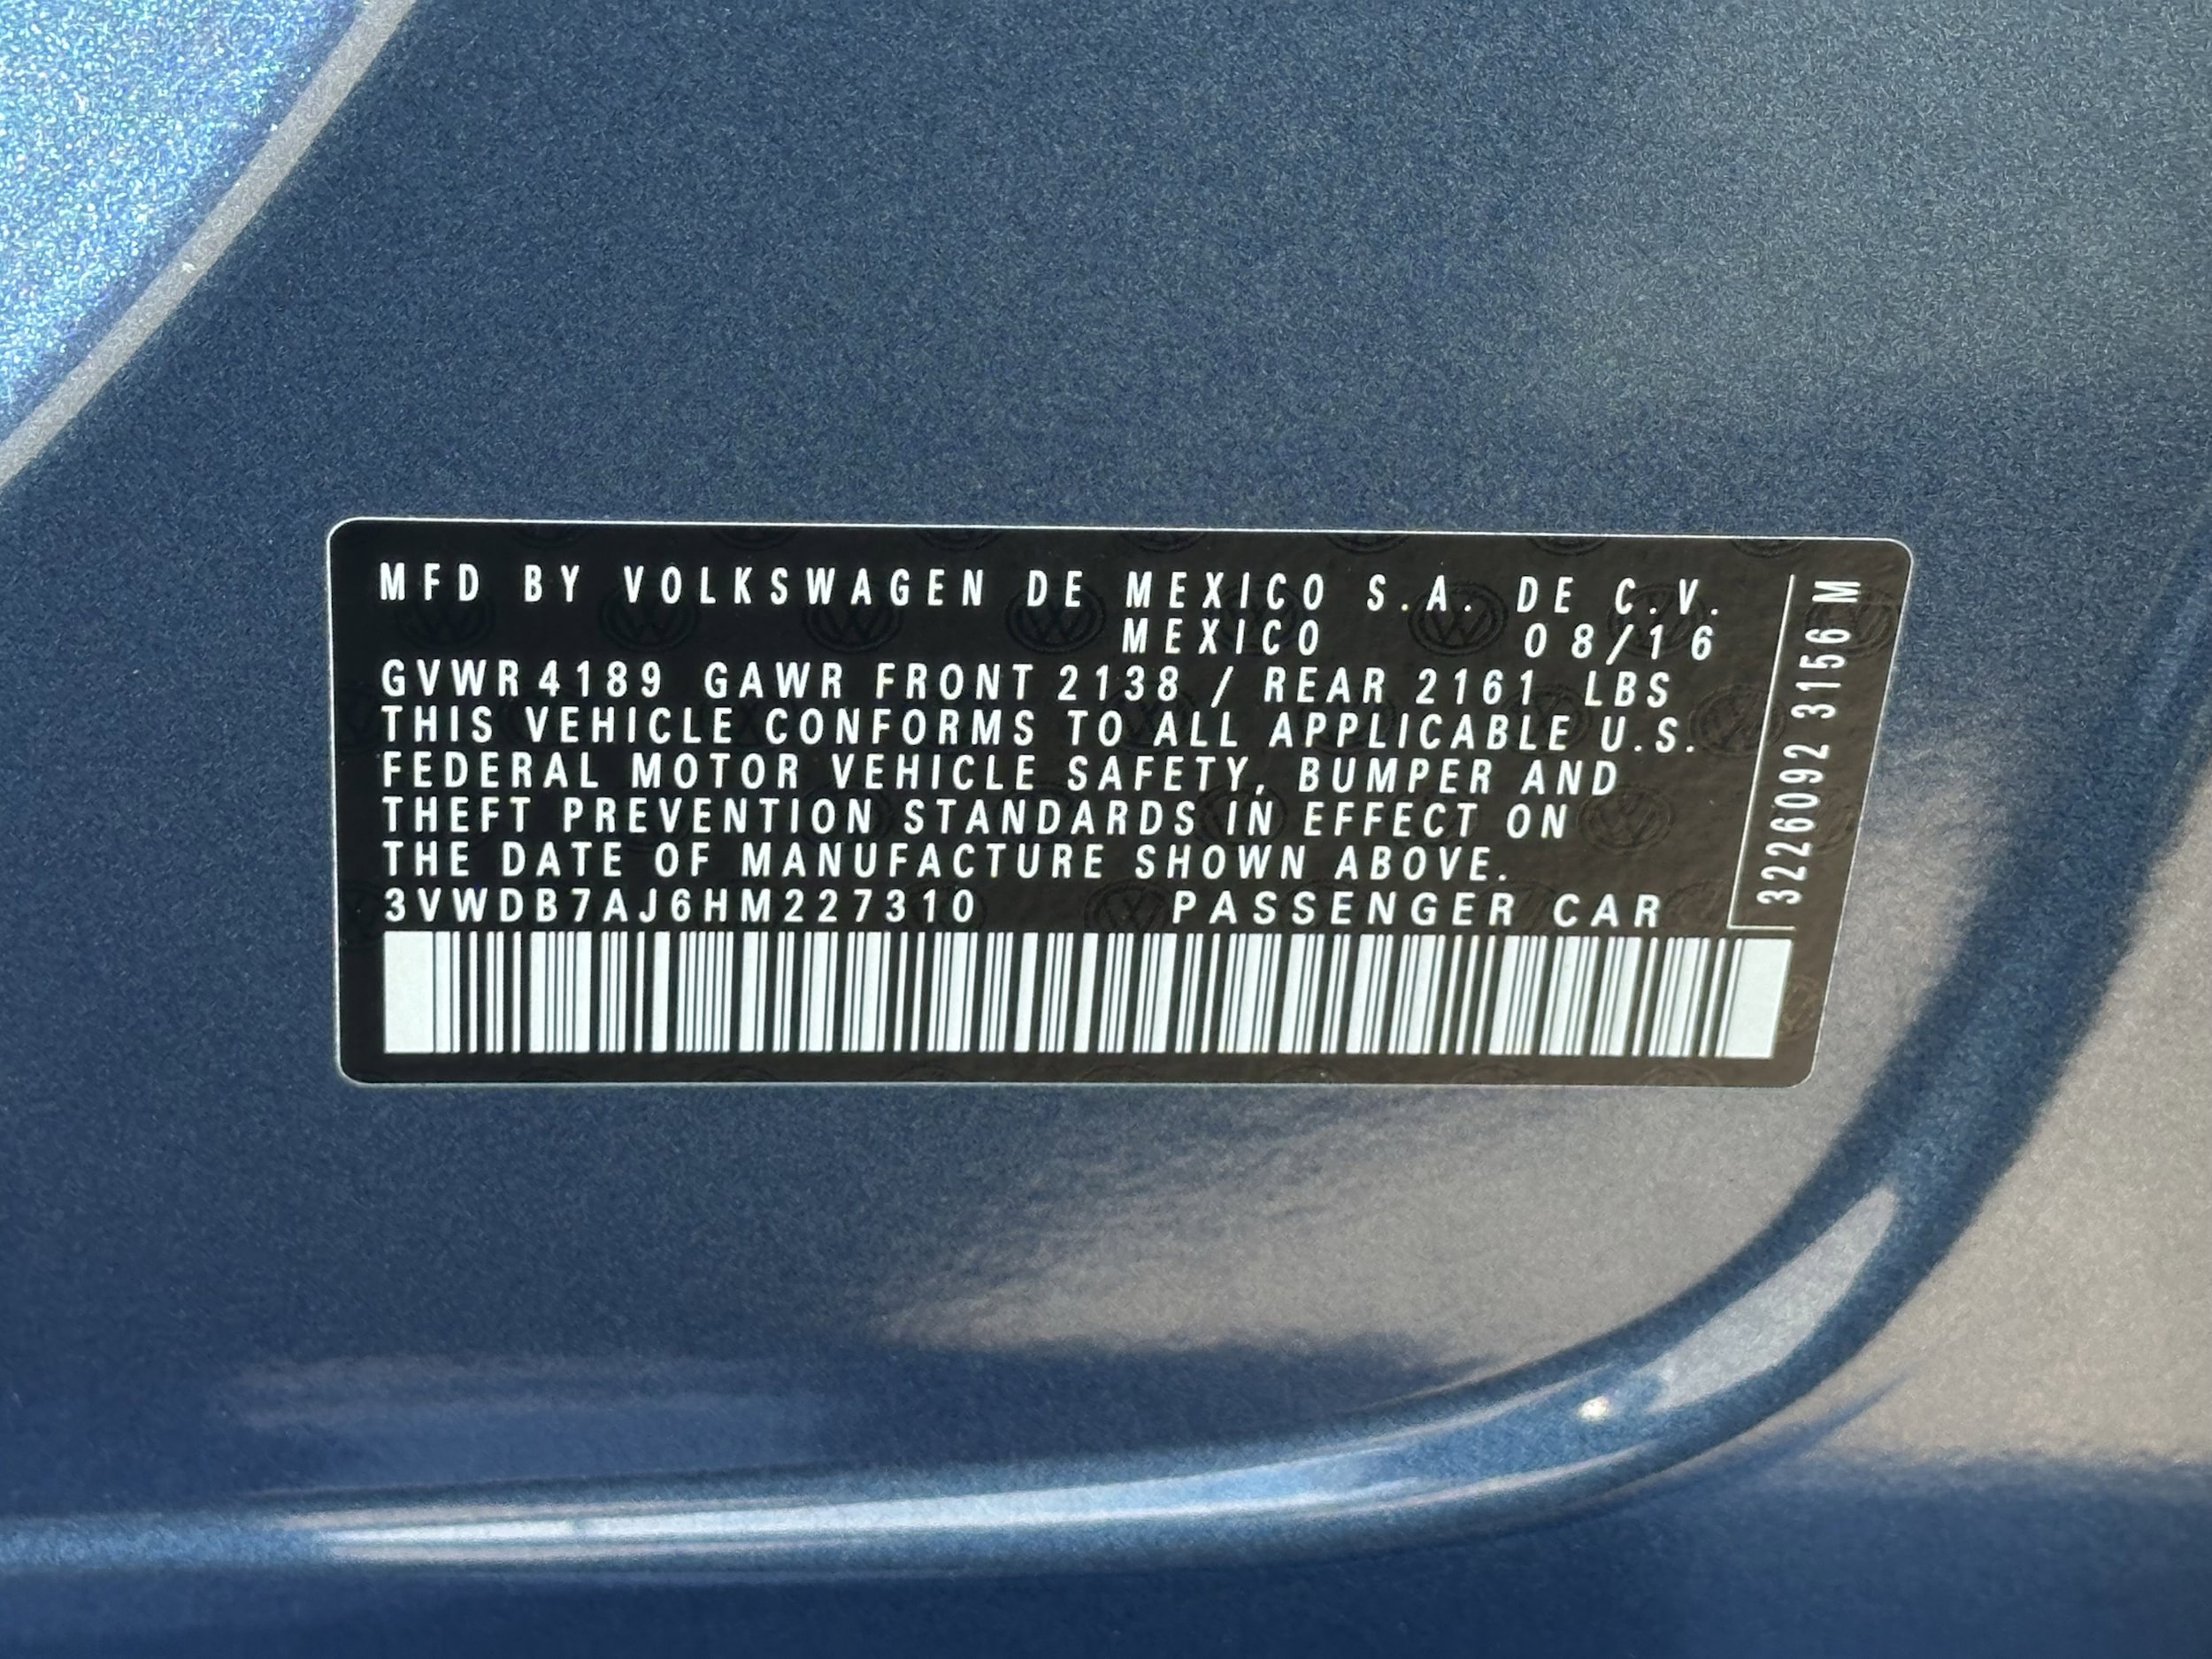 MFD BY VOLKSWAGEN DE MEXICO S.A. DE C.V.
MEXICO 08/16
GVWR 4189 GAWR FRONT 2138 / REAR 2161 LBS
THIS VEHICLE CONFORMS TO ALL APPLICABLE U.S.
FEDERAL MOTOR VEHICLE SAFETY, BUMPER AND
THEFT PREVENTION STANDARDS IN EFFECT ON
THE DATE OF MANUFACTURE SHOWN ABOVE.
3VWDB7AJ6HM227310 PASSENGER CAR
3226092 3156 M